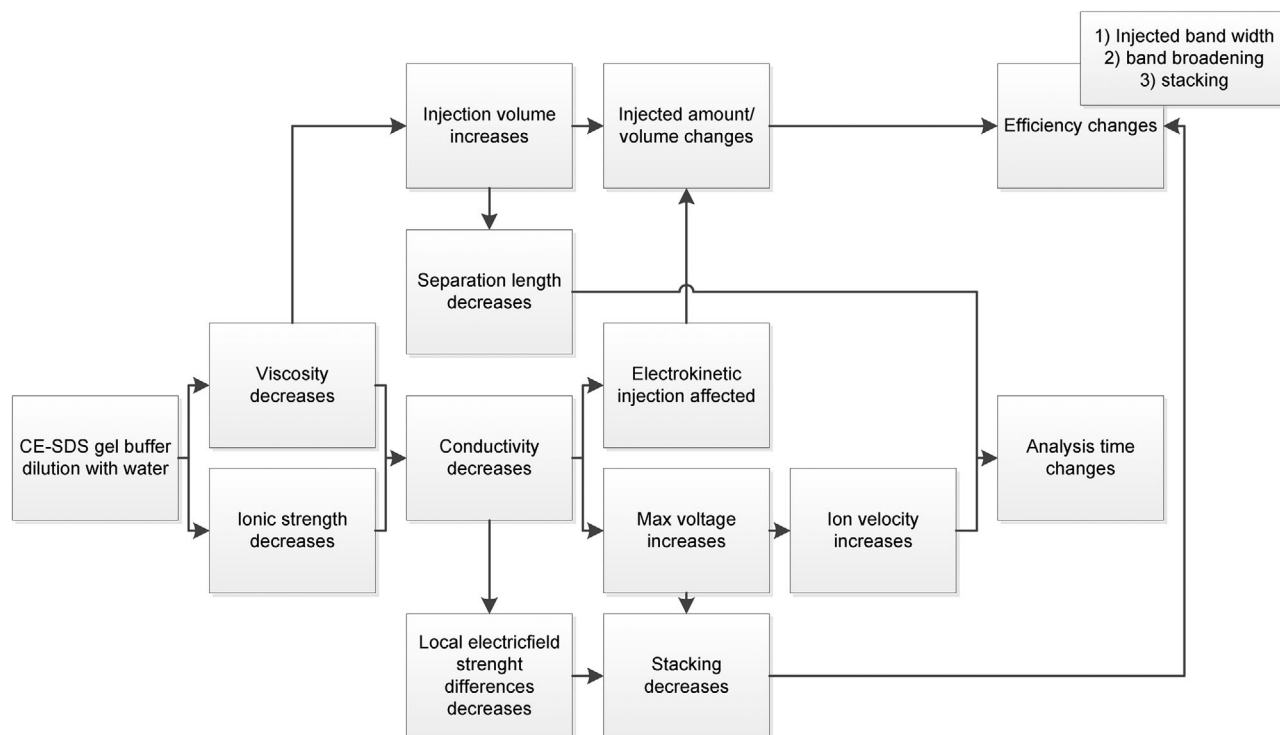 1) Injected band width
2) band broadening
3) stacking
Injection volume
increases
Injected amount/
volume changes
Efficiency changes
Separation length
decreases
Viscosity
decreases
Electrokinetic
injection affected
CE-SDS gel buffer
dilution with water
Conductivity
decreases
Analysis time
changes
Ionic strength
decreases
Max voltage
increases
Ion velocity
increases
Local electricfield
strenght
differences
decreases
Stacking
decreases